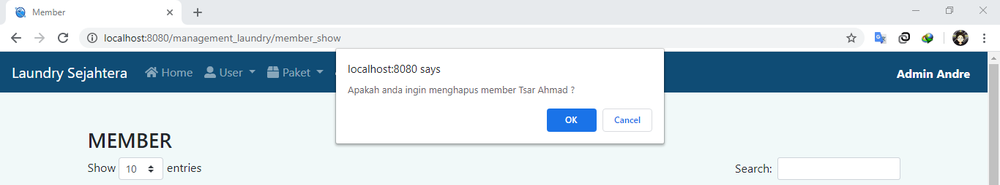 Member
localhost:8080/management_laundry/member_show
localhost:8080 says
Apakah anda ingin menghapus member Tsar Ahmad ?
OK Cancel
Laundry Sejahtera Home User Paket Admin Andre
MEMBER
Show 10 entries Search: